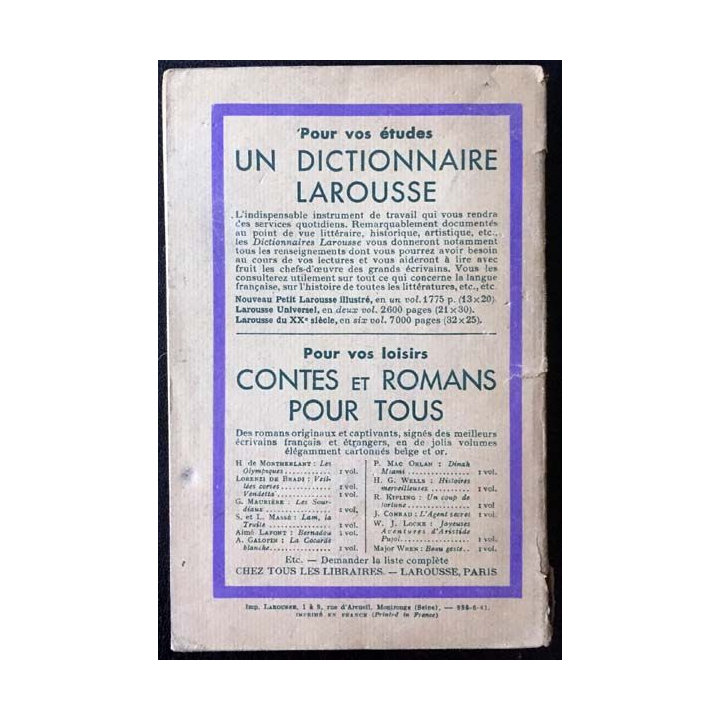 Pour vos études
UN DICTIONNAIRE
LAROUSSE
L'indispensable instrument de travail qui vous rendra
des services quotidiens. Remarquablement documentés
au point de vue littéraire, historique, artistique, etc.,
les Dictionnaires Larousse vous donneront notamment
tous les renseignements dont vous pourrez avoir besoin
au cours de vos lectures et vous aideront à lire avec
fruit les chefs-d'œuvre des grands écrivains. Vous les
consulterez utilement sur tout ce qui concerne la langue
française, sur l'histoire de toutes les littératures, etc., etc.
Nouveau Petit Larousse illustré, en un vol. 1775 p. (13×20).
Larousse Universel, en deux vol. 2600 pages (21×30).
Larousse du XXe siècle, en six vol. 7000 pages (32×25).
Pour vos loisirs
CONTES ET ROMANS
POUR TOUS
Des romans originaux et captivants, signés des meilleurs
écrivains français et étrangers, en de jolis volumes
élégamment cartonnés belge et or.
H. de MONTHERLANT : Les
Olympiques ...... 1 vol.
LORENZI DE BRADI : Veil-
lées corses ...... 1 vol.
Vendetta ...... 1 vol.
G. MAURIÈRE : Les Sour-
diaux ...... 1 vol.
S. et L. MASSÉ : Lam, la
Truite ...... 1 vol.
Aimé LAFONT : Bernadou 1 vol.
A. GALOPIN : La Cocarde
blanche ...... 1 vol.
P. MAC ORLAN : Dinah
Miami ...... 1 vol.
H. G. WELLS : Histoires
merveilleuses ...... 1 vol.
R. KIPLING : Un coup de
fortune ...... 1 vol.
J. CONRAD : L'Agent secret 1 vol.
W. J. LOCKE : Joyeuses
Aventures d'Aristide
Pujol ...... 1 vol.
Major WREN : Beau geste .. 1 vol.
Etc. — Demander la liste complète
CHEZ TOUS LES LIBRAIRES. — LAROUSSE, PARIS
Imp. LAROUSSE, 1 à 9, rue d'Arcueil, Montrouge (Seine). —
IMPRIMÉ EN FRANCE (Printed in France)